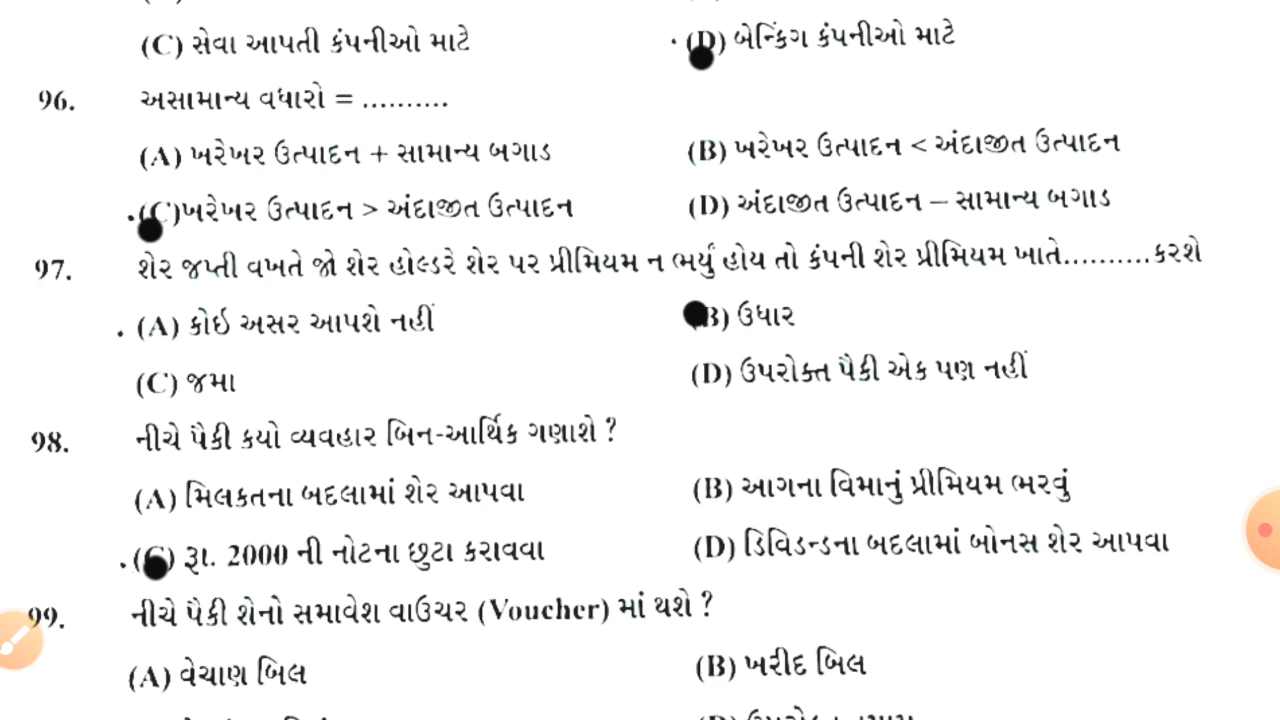 (C) સેવા આપતી કંપનીઓ માટે (D) બેન્કિંગ કંપનીઓ માટે
96. અસામાન્ય વધારો = ..........
(A) ખરેખર ઉત્પાદન + સામાન્ય બગાડ (B) ખરેખર ઉત્પાદન < અંદાજીત ઉત્પાદન
(C)ખરેખર ઉત્પાદન > અંદાજીત ઉત્પાદન (D) અંદાજીત ઉત્પાદન – સામાન્ય બગાડ
97. શેર જપ્તી વખતે જો શેર હોલ્ડરે શેર પર પ્રીમિયમ ન ભર્યું હોય તો કંપની શેર પ્રીમિયમ ખાતે..........કરશે
(A) કોઇ અસર આપશે નહીં (B) ઉધાર
(C) જમા (D) ઉપરોક્ત પૈકી એક પણ નહીં
98. નીચે પૈકી કયો વ્યવહાર બિન-આર્થિક ગણાશે ?
(A) મિલકતના બદલામાં શેર આપવા (B) આગના વિમાનું પ્રીમિયમ ભરવું
(C) રૂા. 2000 ની નોટના છુટા કરાવવા (D) ડિવિડન્ડના બદલામાં બોનસ શેર આપવા
99. નીચે પૈકી શેનો સમાવેશ વાઉચર (Voucher) માં થશે ?
(A) વેચાણ બિલ (B) ખરીદ બિલ